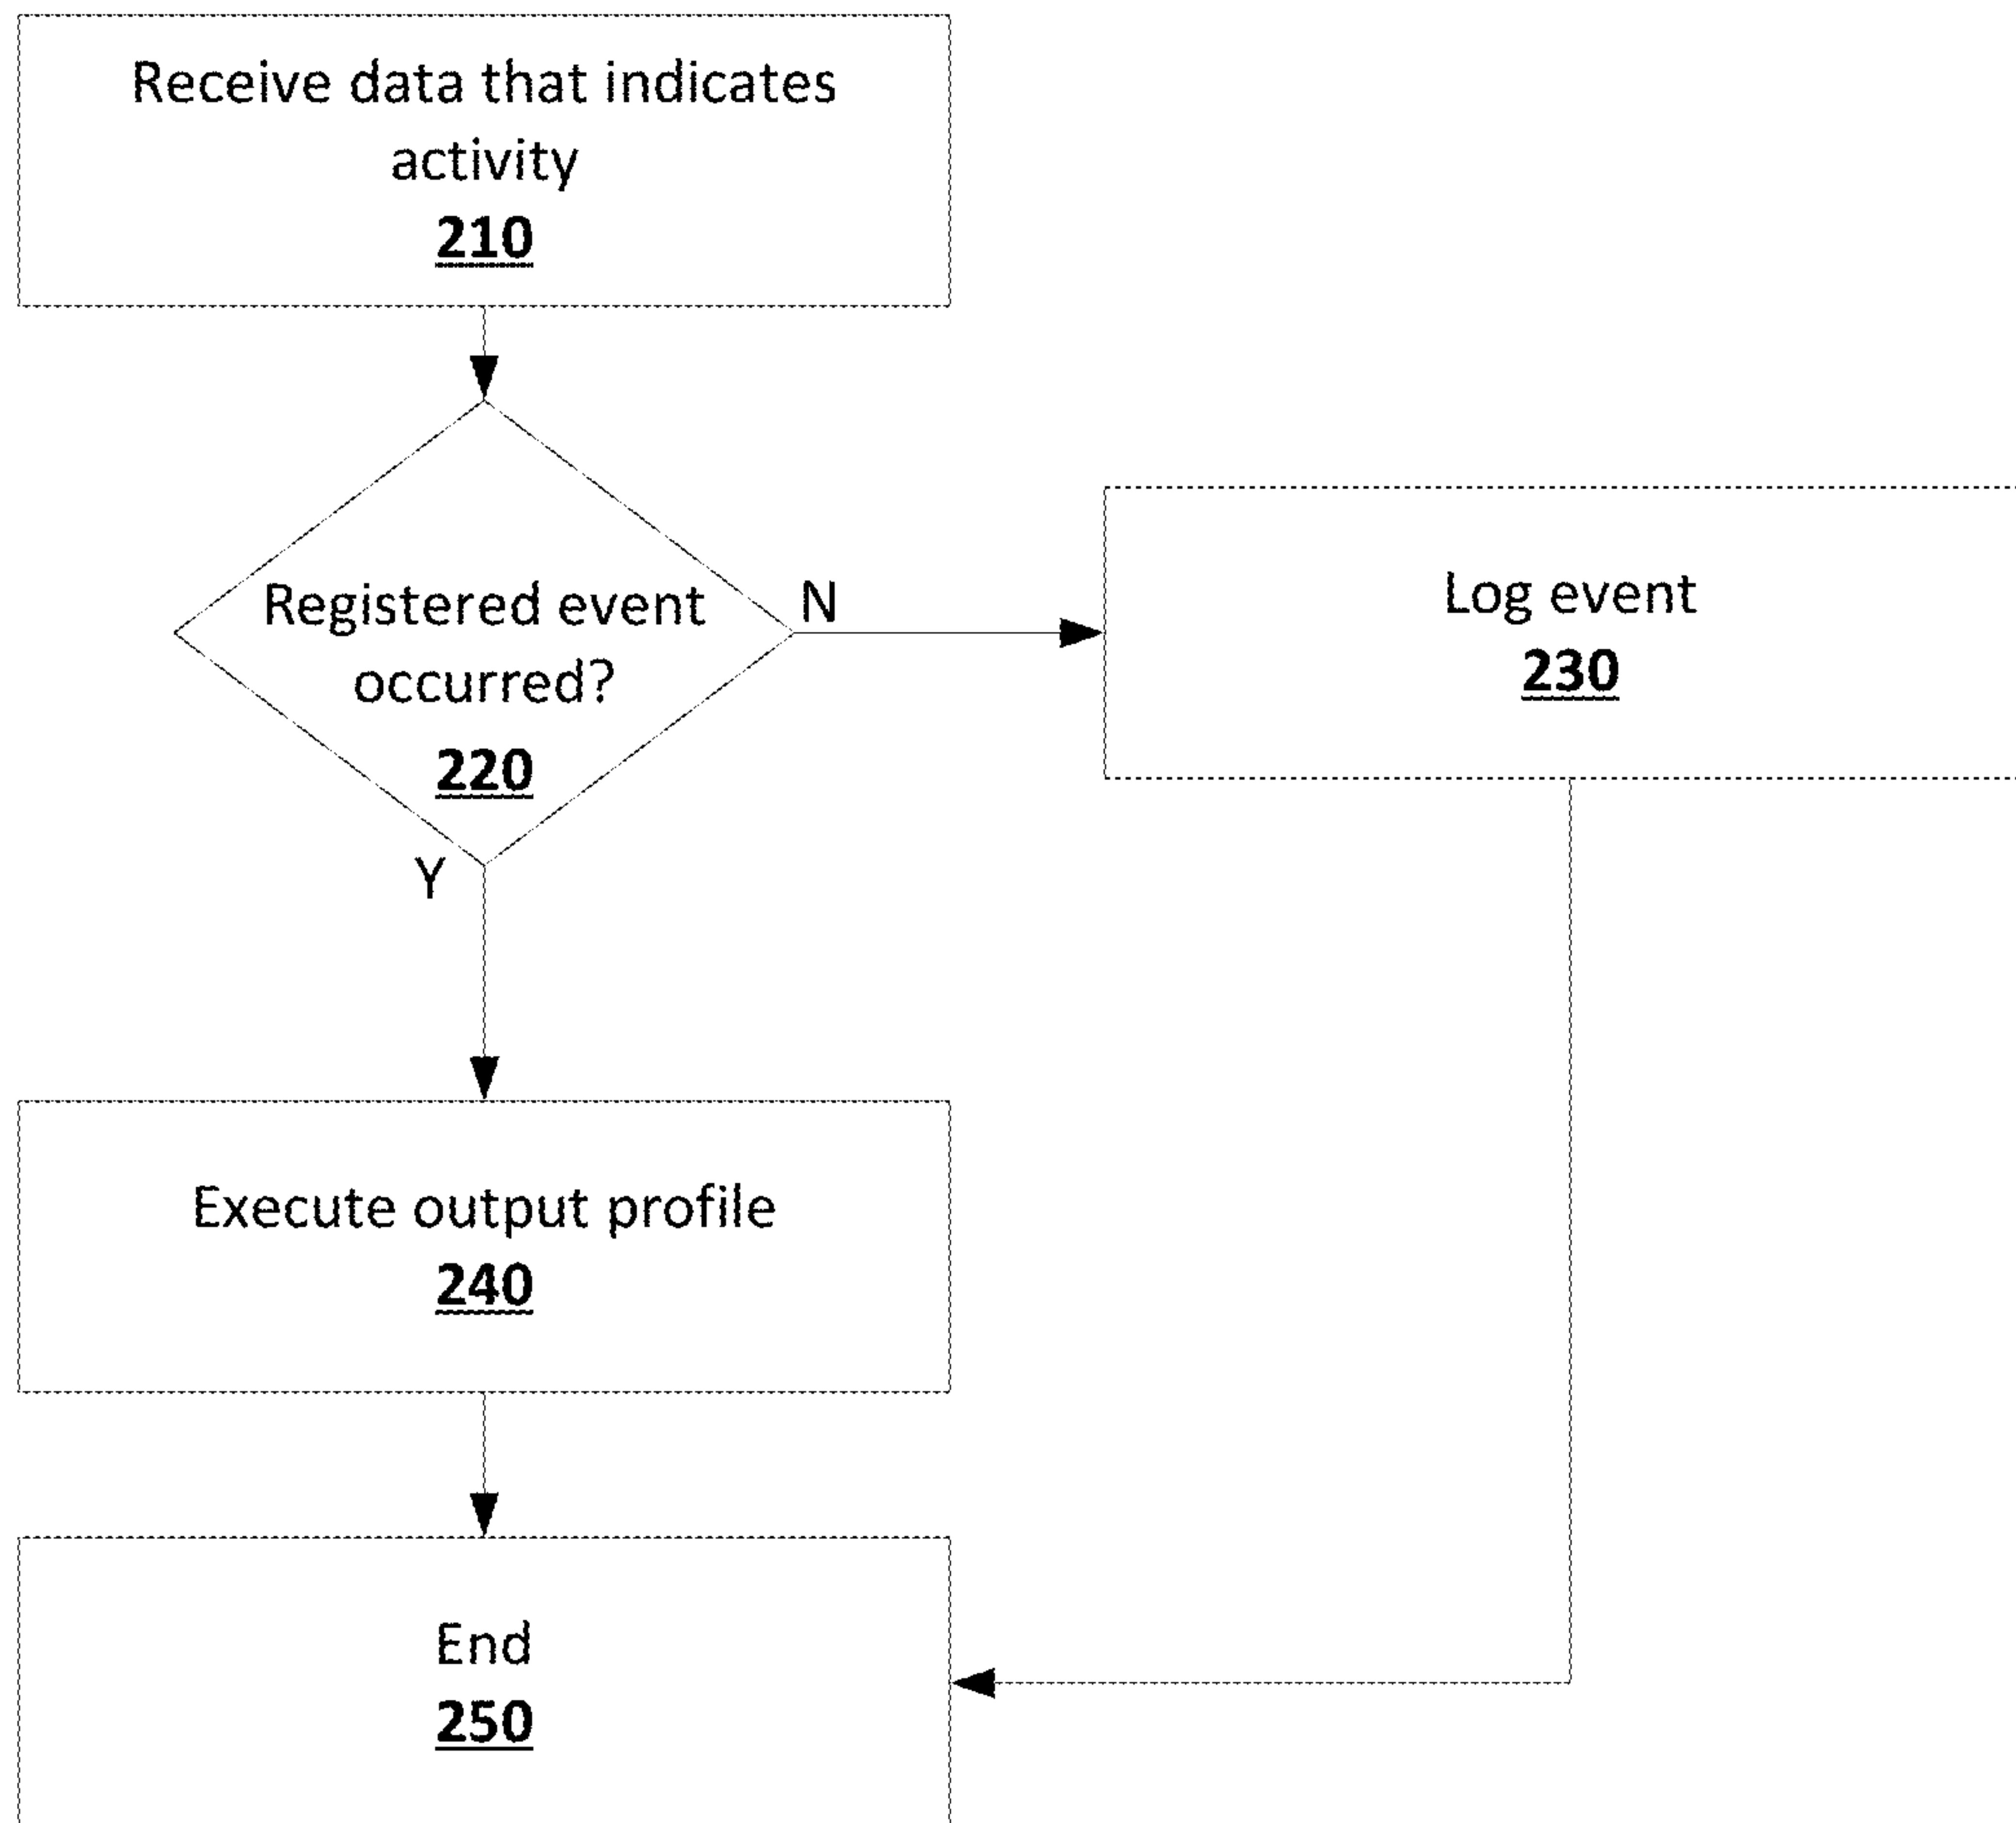 Receive data that indicates
activity
210
Registered event
occurred?
220
N
Y
Log event
230
Execute output profile
240
End
250